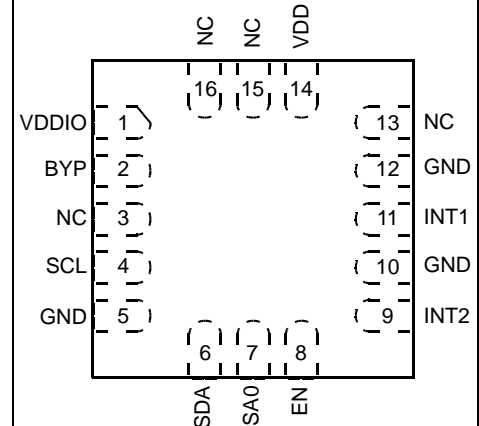 NC NC VDD
16 15 14
VDDIO 1 13 NC
BYP 2 12 GND
NC 3 11 INT1
SCL 4 10 GND
GND 5 9 INT2
6 7 8
SDA SA0 EN